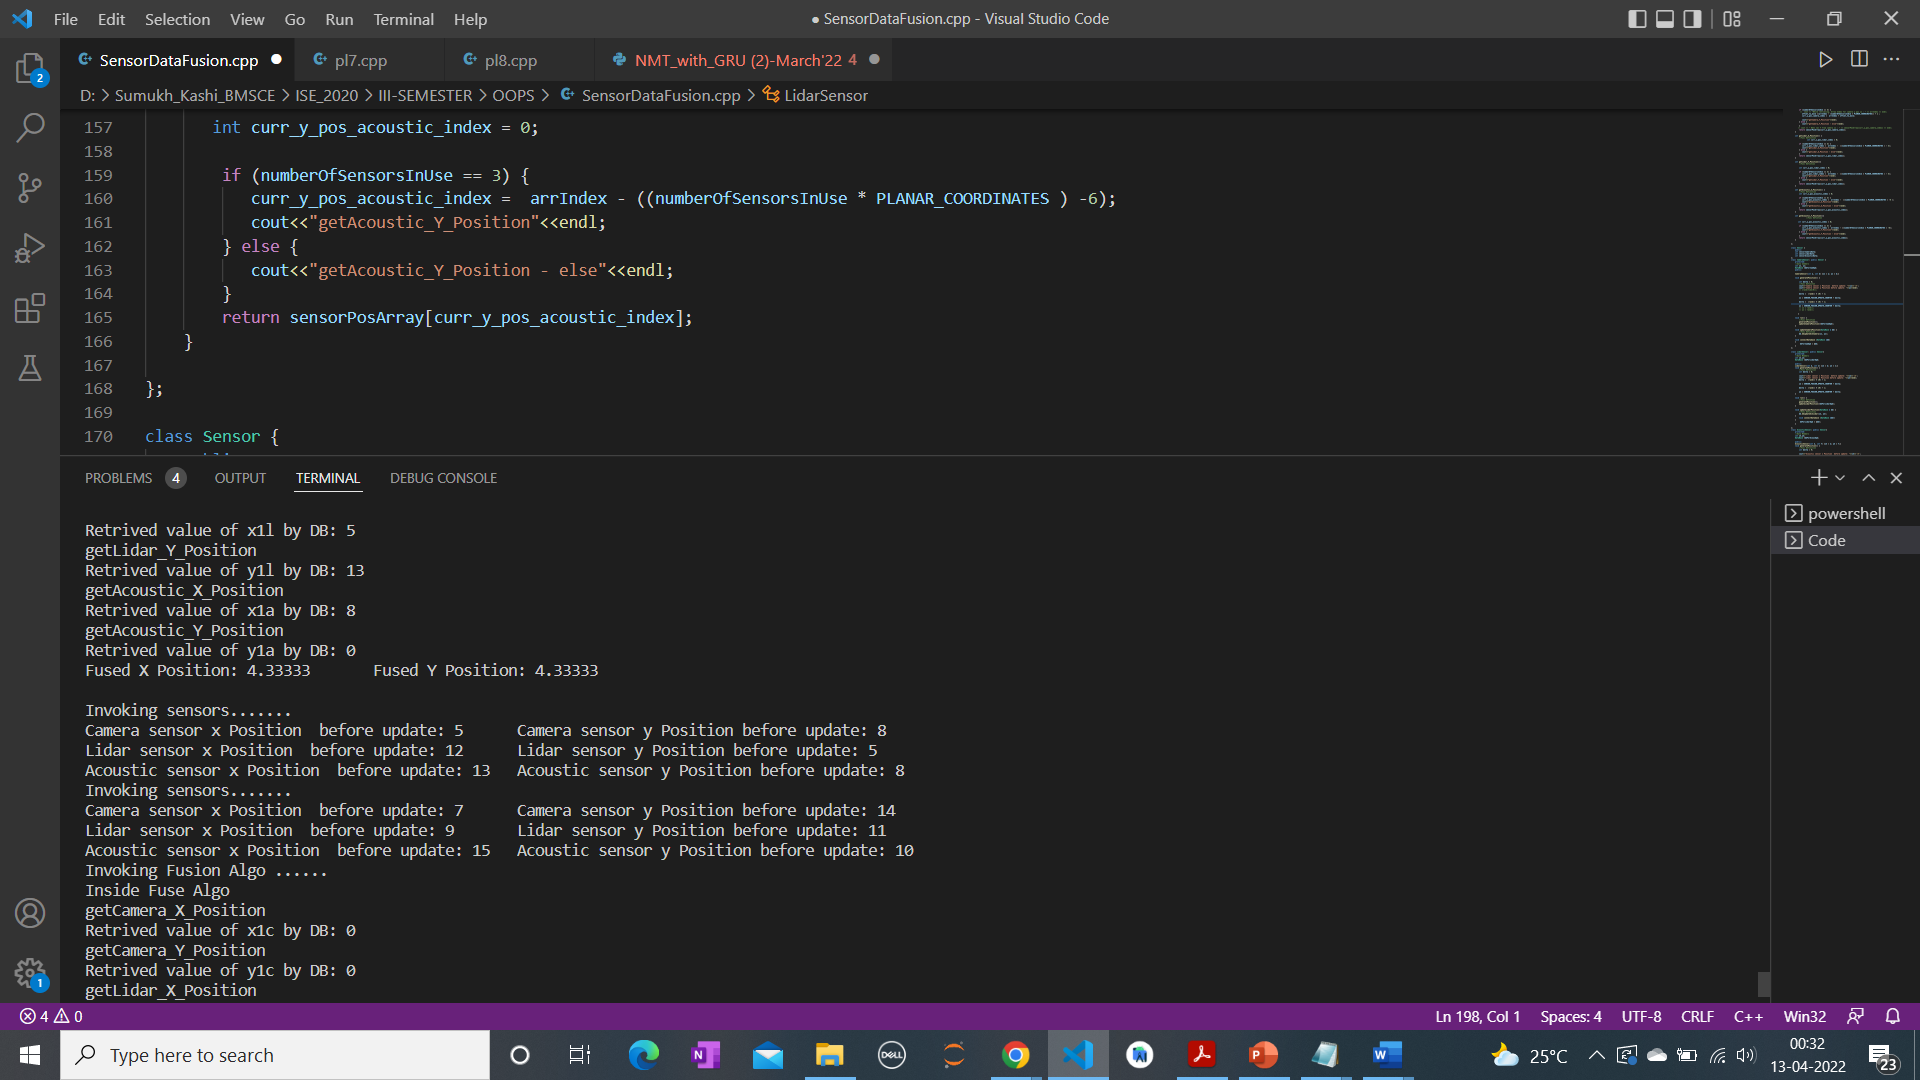 File Edit Selection View Go Run Terminal Help
● SensorDataFusion.cpp - Visual Studio Code
SensorDataFusion.cpp ●
pl7.cpp
pl8.cpp
NMT_with_GRU (2)-March'22 4 ●
D: > Sumukh_Kashi_BMSCE > ISE_2020 > III-SEMESTER > OOPS > SensorDataFusion.cpp > LidarSensor
157 int curr_y_pos_acoustic_index = 0;
158
159 if (numberOfSensorsInUse == 3) {
160 curr_y_pos_acoustic_index =  arrIndex - ((numberOfSensorsInUse * PLANAR_COORDINATES ) -6);
161 cout<<"getAcoustic_Y_Position"<<endl;
162 } else {
163 cout<<"getAcoustic_Y_Position - else"<<endl;
164 }
165 return sensorPosArray[curr_y_pos_acoustic_index];
166 }
167
168 };
169
170 class Sensor {
PROBLEMS 4 OUTPUT TERMINAL DEBUG CONSOLE
powershell
Code
Retrived value of x1l by DB: 5
getLidar_Y_Position
Retrived value of y1l by DB: 13
getAcoustic_X_Position
Retrived value of x1a by DB: 8
getAcoustic_Y_Position
Retrived value of y1a by DB: 0
Fused X Position: 4.33333 Fused Y Position: 4.33333
Invoking sensors.......
Camera sensor x Position  before update: 5 Camera sensor y Position before update: 8
Lidar sensor x Position  before update: 12 Lidar sensor y Position before update: 5
Acoustic sensor x Position  before update: 13 Acoustic sensor y Position before update: 8
Invoking sensors.......
Camera sensor x Position  before update: 7 Camera sensor y Position before update: 14
Lidar sensor x Position  before update: 9 Lidar sensor y Position before update: 11
Acoustic sensor x Position  before update: 15 Acoustic sensor y Position before update: 10
Invoking Fusion Algo ......
Inside Fuse Algo
getCamera_X_Position
Retrived value of x1c by DB: 0
getCamera_Y_Position
Retrived value of y1c by DB: 0
getLidar_X_Position
2
1
4 0
Ln 198, Col 1 Spaces: 4 UTF-8 CRLF C++ Win32
Type here to search
25°C
00:32
13-04-2022
23